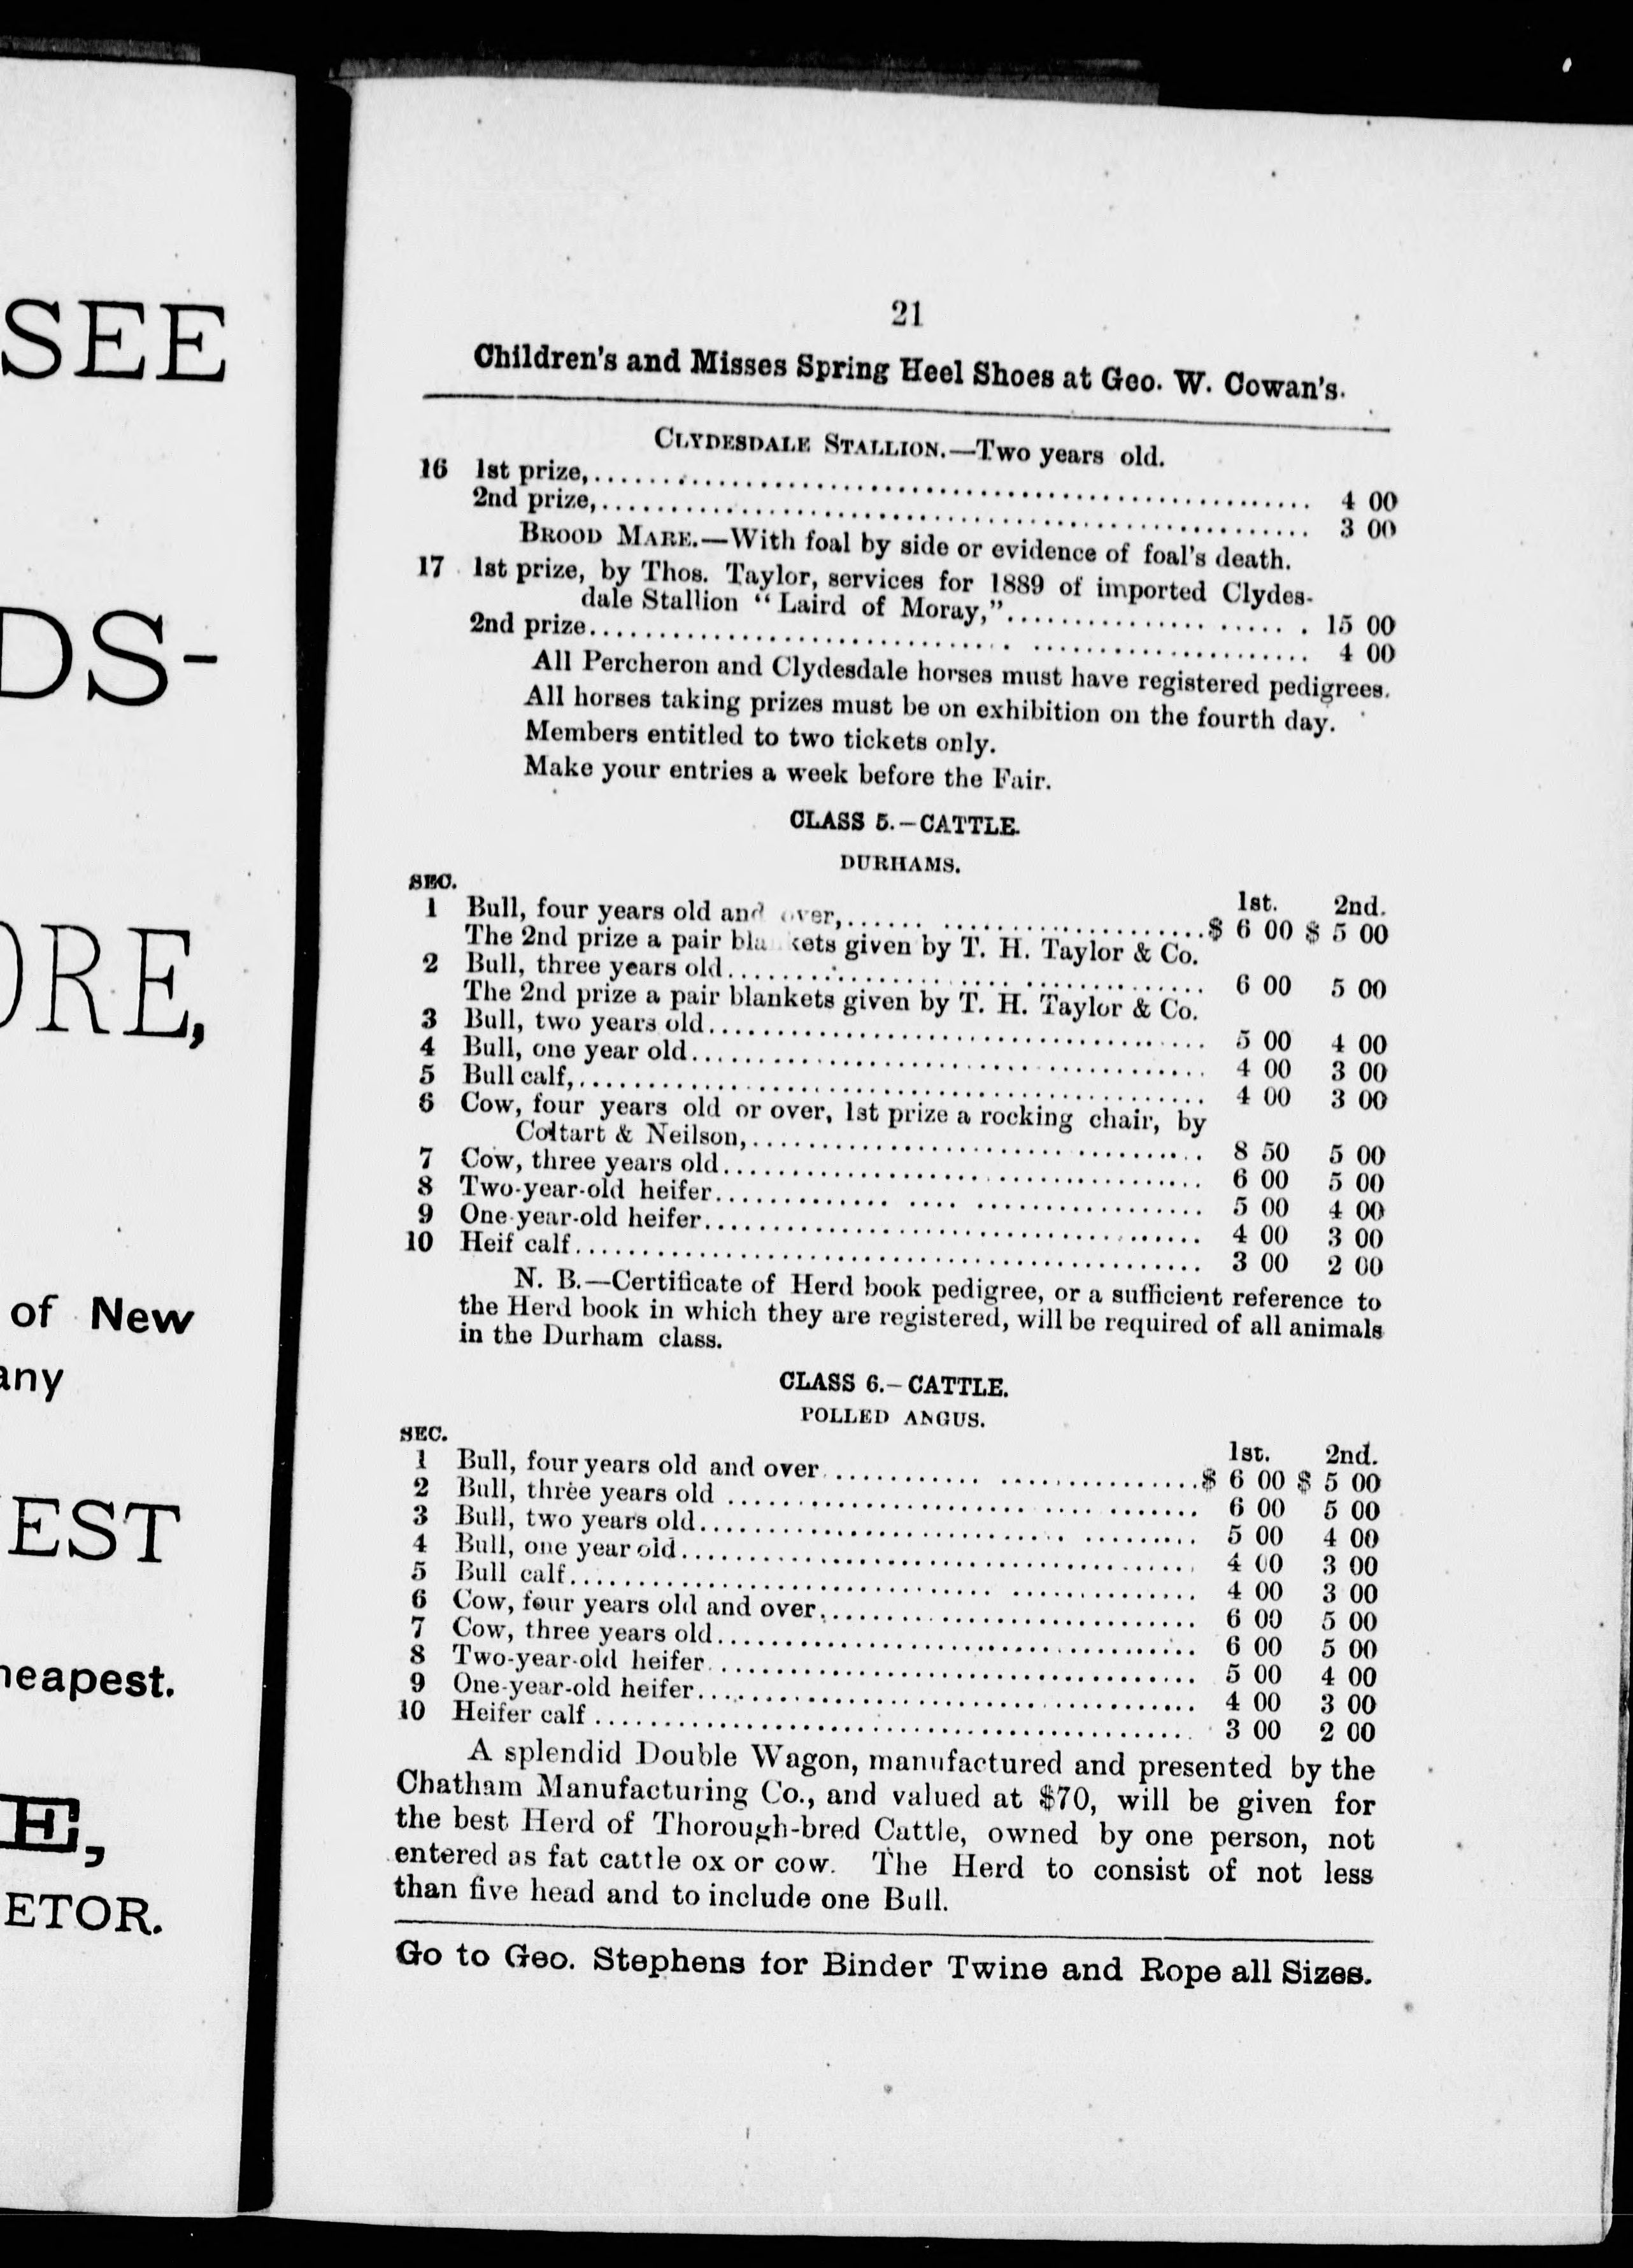 SEE
DS-
ORE,
of New
any
EST
heapest.
E,
ETOR.
21
Children's and Misses Spring Heel Shoes at Geo. W. Cowan's.
CLYDESDALE STALLION.—Two years old.
16 1st prize,........ 4 00
2nd prize,........ 3 00
BROOD MARE.—With foal by side or evidence of foal's death.
17 1st prize, by Thos. Taylor, services for 1889 of imported Clydes-
dale Stallion "Laird of Moray,"........ 15 00
2nd prize........ 4 00
All Percheron and Clydesdale horses must have registered pedigrees.
All horses taking prizes must be on exhibition on the fourth day.
Members entitled to two tickets only.
Make your entries a week before the Fair.
CLASS 5.—CATTLE.
DURHAMS.
SEC. 1st. 2nd.
1 Bull, four years old and over,........ $ 6 00 $ 5 00
The 2nd prize a pair blankets given by T. H. Taylor & Co.
2 Bull, three years old........ 6 00 5 00
The 2nd prize a pair blankets given by T. H. Taylor & Co.
3 Bull, two years old........ 5 00 4 00
4 Bull, one year old........ 4 00 3 00
5 Bull calf,........ 4 00 3 00
6 Cow, four years old or over, 1st prize a rocking chair, by
Coltart & Neilson,........ 8 50 5 00
7 Cow, three years old........ 6 00 5 00
8 Two-year-old heifer........ 5 00 4 00
9 One-year-old heifer........ 4 00 3 00
10 Heif calf........ 3 00 2 00
N. B.—Certificate of Herd book pedigree, or a sufficient reference to
the Herd book in which they are registered, will be required of all animals
in the Durham class.
CLASS 6.—CATTLE.
POLLED ANGUS.
SEC. 1st. 2nd.
1 Bull, four years old and over........ $ 6 00 $ 5 00
2 Bull, three years old........ 6 00 5 00
3 Bull, two years old........ 5 00 4 00
4 Bull, one year old........ 4 00 3 00
5 Bull calf........ 4 00 3 00
6 Cow, four years old and over........ 6 00 5 00
7 Cow, three years old........ 6 00 5 00
8 Two-year-old heifer........ 5 00 4 00
9 One-year-old heifer........ 4 00 3 00
10 Heifer calf........ 3 00 2 00
A splendid Double Wagon, manufactured and presented by the
Chatham Manufacturing Co., and valued at $70, will be given for
the best Herd of Thorough-bred Cattle, owned by one person, not
entered as fat cattle ox or cow. The Herd to consist of not less
than five head and to include one Bull.
Go to Geo. Stephens for Binder Twine and Rope all Sizes.